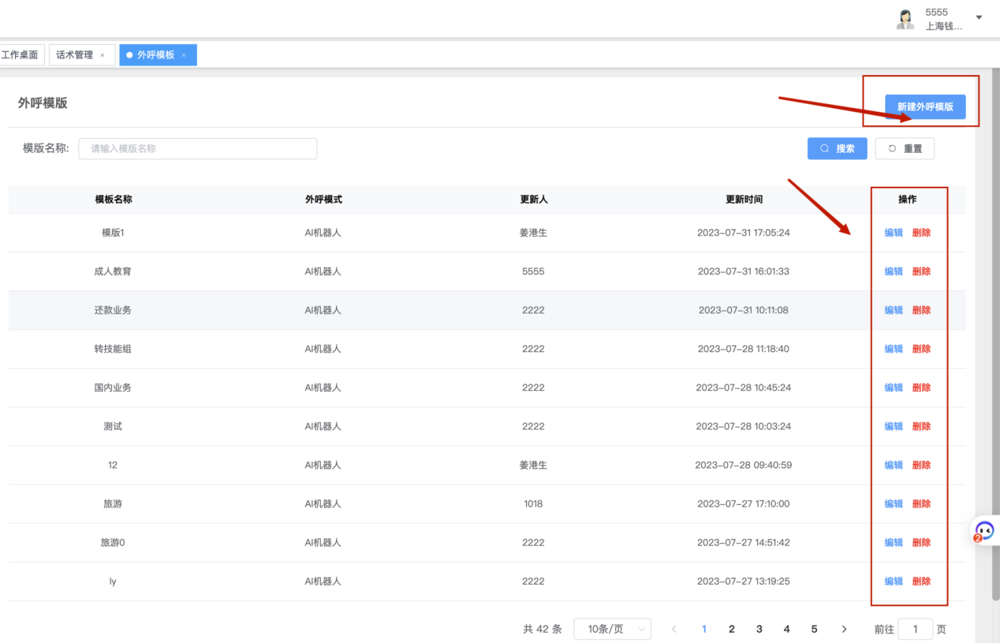 5555
上海钱...
工作桌面 话术管理 × 外呼模板 ×
外呼模版 新建外呼模版
模版名称: 请输入模版名称 搜索 重置
模板名称 外呼模式 更新人 更新时间 操作
模版1 AI机器人 姜港生 2023-07-31 17:05:24 编辑 删除
成人教育 AI机器人 5555 2023-07-31 16:01:33 编辑 删除
还款业务 AI机器人 2222 2023-07-31 10:11:08 编辑 删除
转技能组 AI机器人 2222 2023-07-28 11:18:40 编辑 删除
国内业务 AI机器人 2222 2023-07-28 10:45:24 编辑 删除
测试 AI机器人 2222 2023-07-28 10:03:24 编辑 删除
12 AI机器人 姜港生 2023-07-28 09:40:59 编辑 删除
旅游 AI机器人 1018 2023-07-27 17:10:00 编辑 删除
旅游0 AI机器人 2222 2023-07-27 14:51:42 编辑 删除
ly AI机器人 2222 2023-07-27 13:19:25 编辑 删除
2
共 42 条 10条/页 1 2 3 4 5 前往 1 页